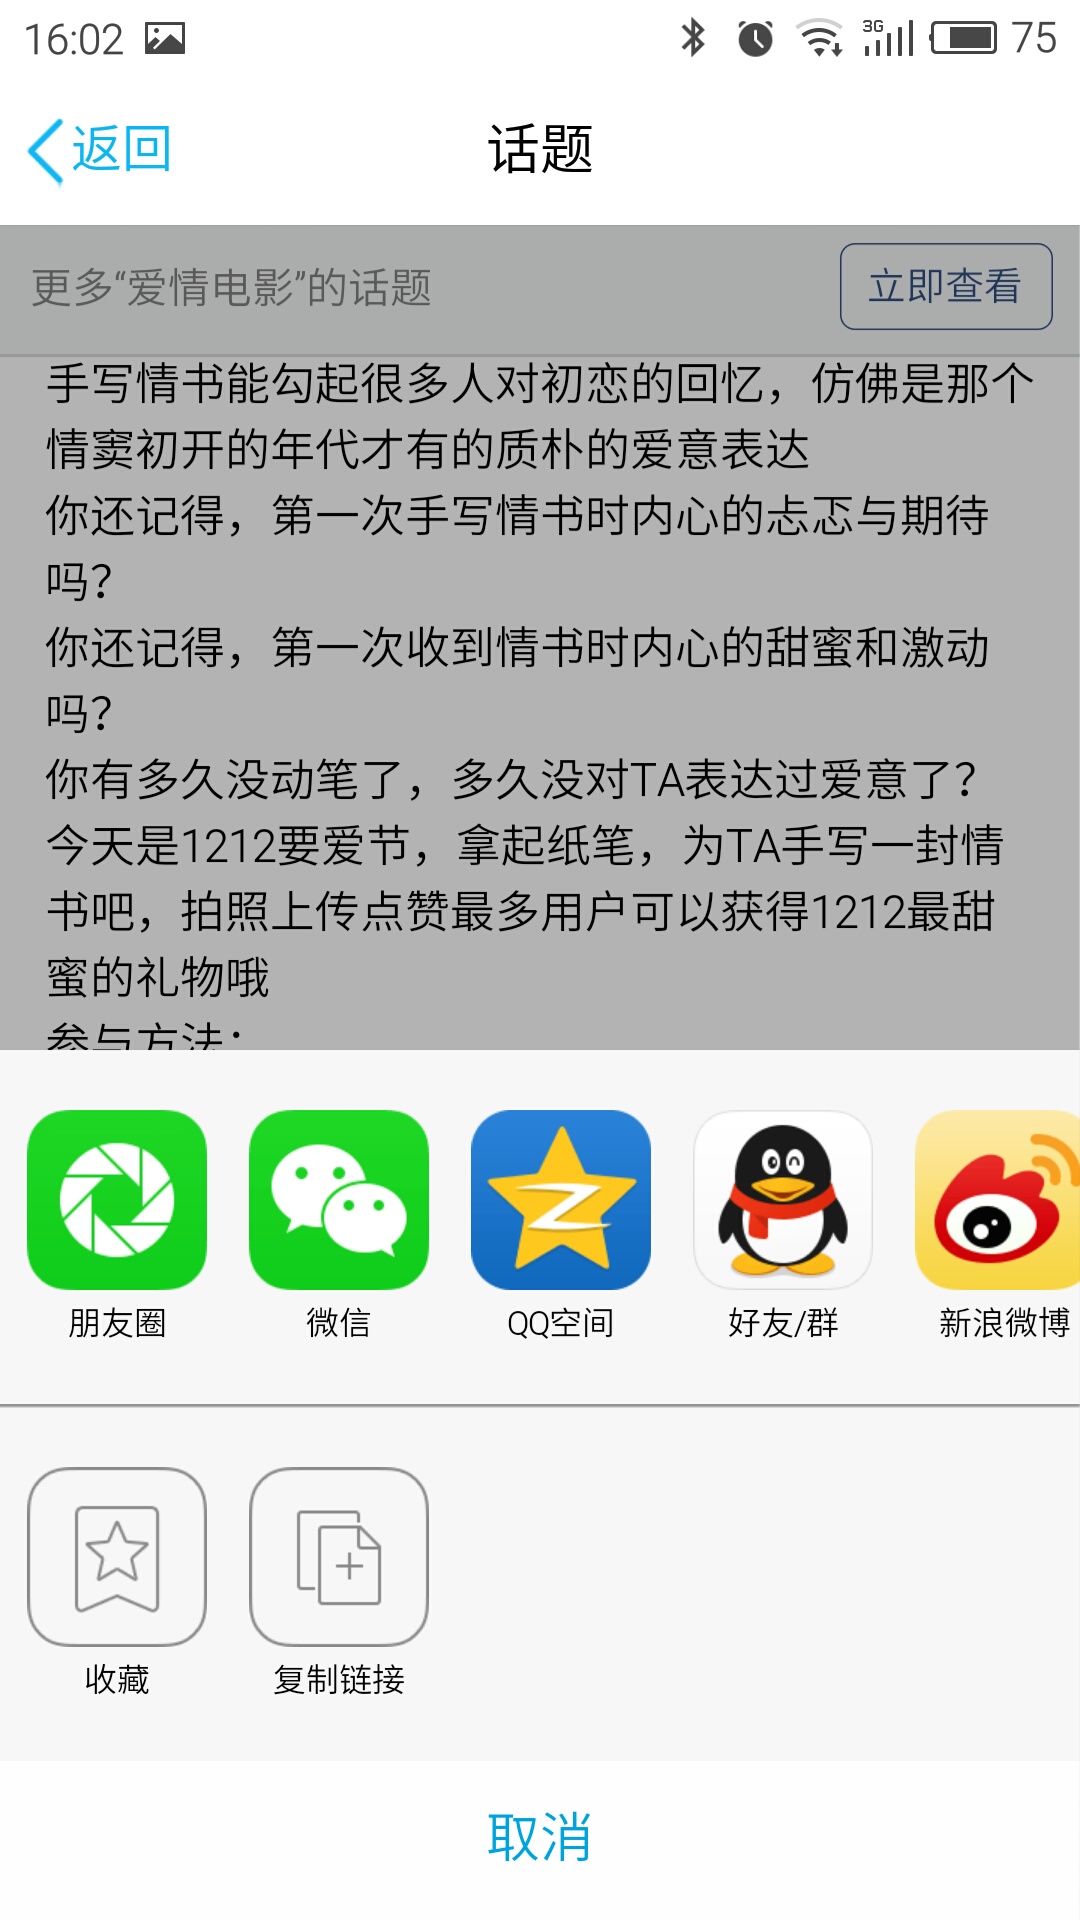 16:02 3G 75
返回 话题
更多“爱情电影”的话题 立即查看
手写情书能勾起很多人对初恋的回忆，仿佛是那个
情窦初开的年代才有的质朴的爱意表达
你还记得，第一次手写情书时内心的忐忑与期待
吗？
你还记得，第一次收到情书时内心的甜蜜和激动
吗？
你有多久没动笔了，多久没对TA表达过爱意了？
今天是1212要爱节，拿起纸笔，为TA手写一封情
书吧，拍照上传点赞最多用户可以获得1212最甜
蜜的礼物哦
参与方法：
朋友圈 微信 QQ空间 好友/群 新浪微博
收藏 复制链接
取消